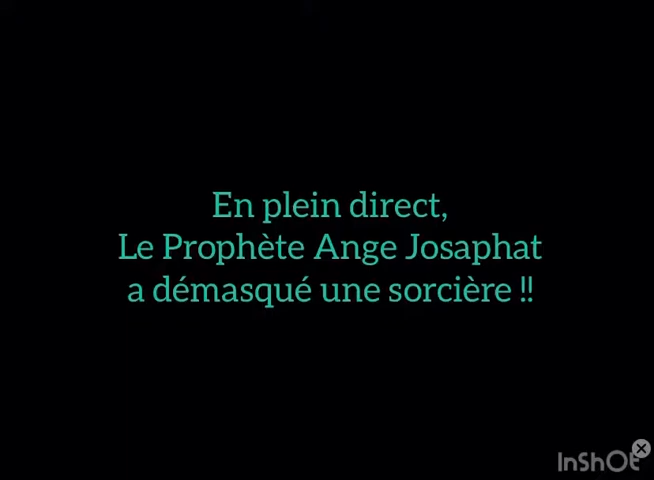 En plein direct,
Le Prophète Ange Josaphat
a démasqué une sorcière !!
InShOt